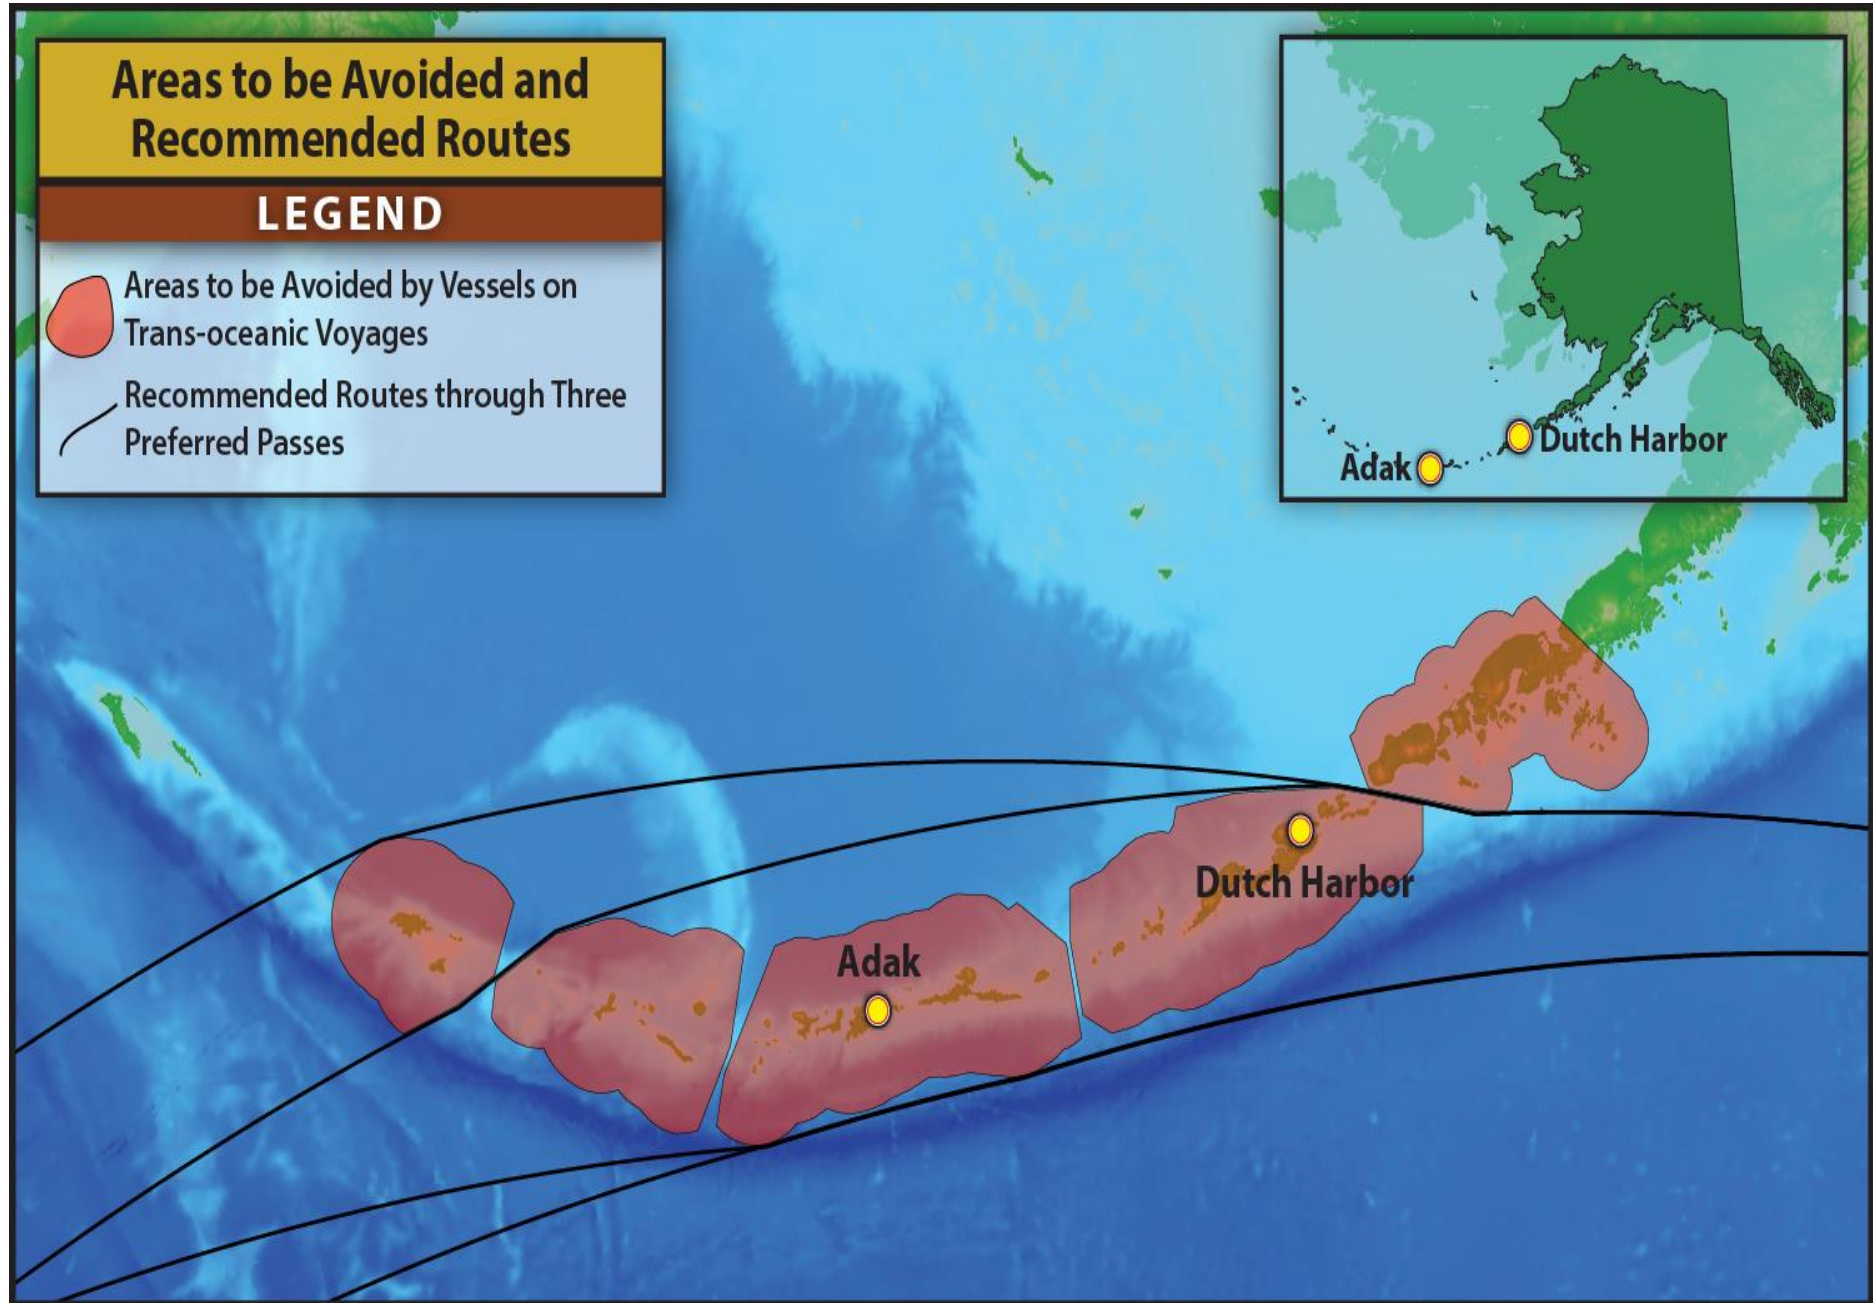 Areas to be Avoided and
Recommended Routes
LEGEND
Areas to be Avoided by Vessels on
Trans-oceanic Voyages
Recommended Routes through Three
Preferred Passes
Dutch Harbor
Adak
Dutch Harbor
Adak